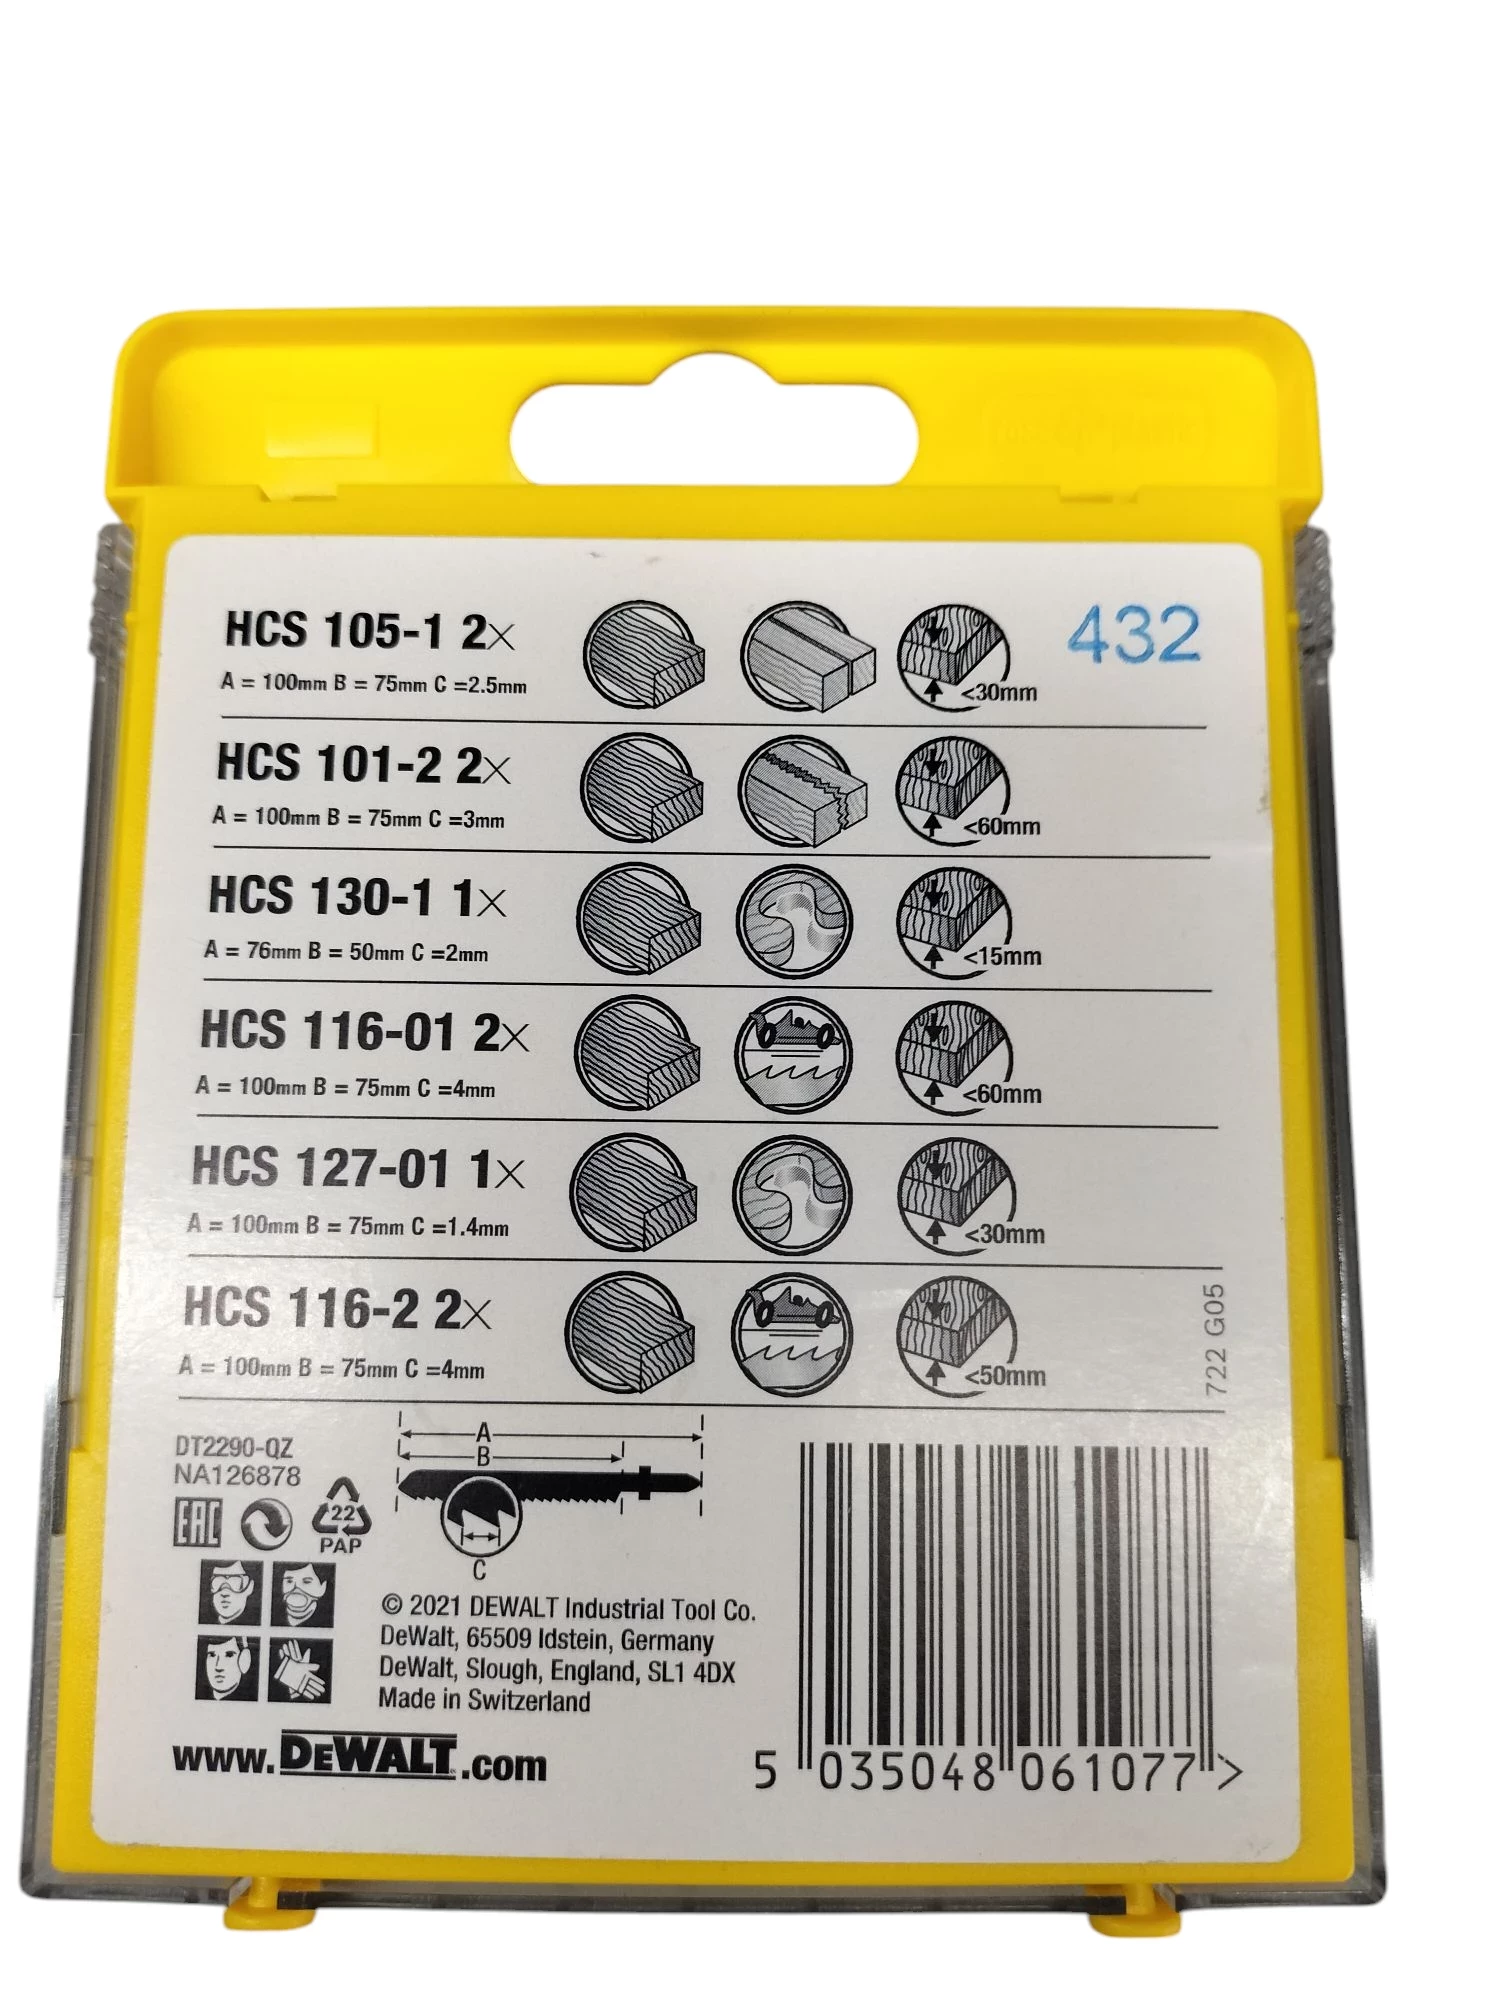 HCS 105-1 2×
A = 100mm B = 75mm C =2.5mm
<30mm
432
HCS 101-2 2×
A = 100mm B = 75mm C =3mm
<60mm
HCS 130-1 1×
A = 76mm B = 50mm C =2mm
<15mm
HCS 116-01 2×
A = 100mm B = 75mm C =4mm
<60mm
HCS 127-01 1×
A = 100mm B = 75mm C =1.4mm
<30mm
HCS 116-2 2×
A = 100mm B = 75mm C =4mm
<50mm
722 G05
DT2290-QZ
NA126878
EAC
22
PAP
A
B
C
© 2021 DEWALT Industrial Tool Co.
DeWalt, 65509 Idstein, Germany
DeWalt, Slough, England, SL1 4DX
Made in Switzerland
www.DEWALT.com
5 035048 061077 >